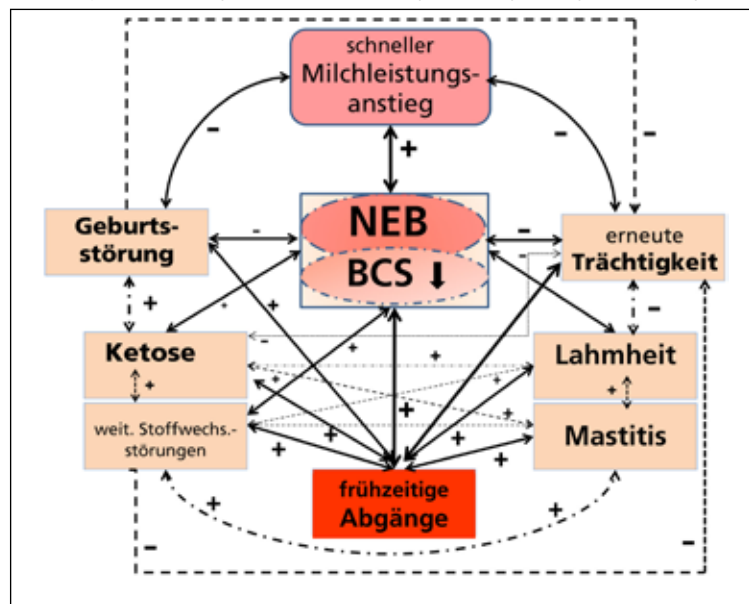 schneller
Milchleistungs-
anstieg
-
-
-
+
Geburts-
störung
-
NEB
BCS
-
-
erneute
Trächtigkeit
+
+
+
-
+
-
Ketose
+
+
+
+
Lahmheit
+
+
+
+
+
weit. Stoffwechs.-
störungen
+
+
+
+
Mastitis
frühzeitige
Abgänge
+
+
-
-